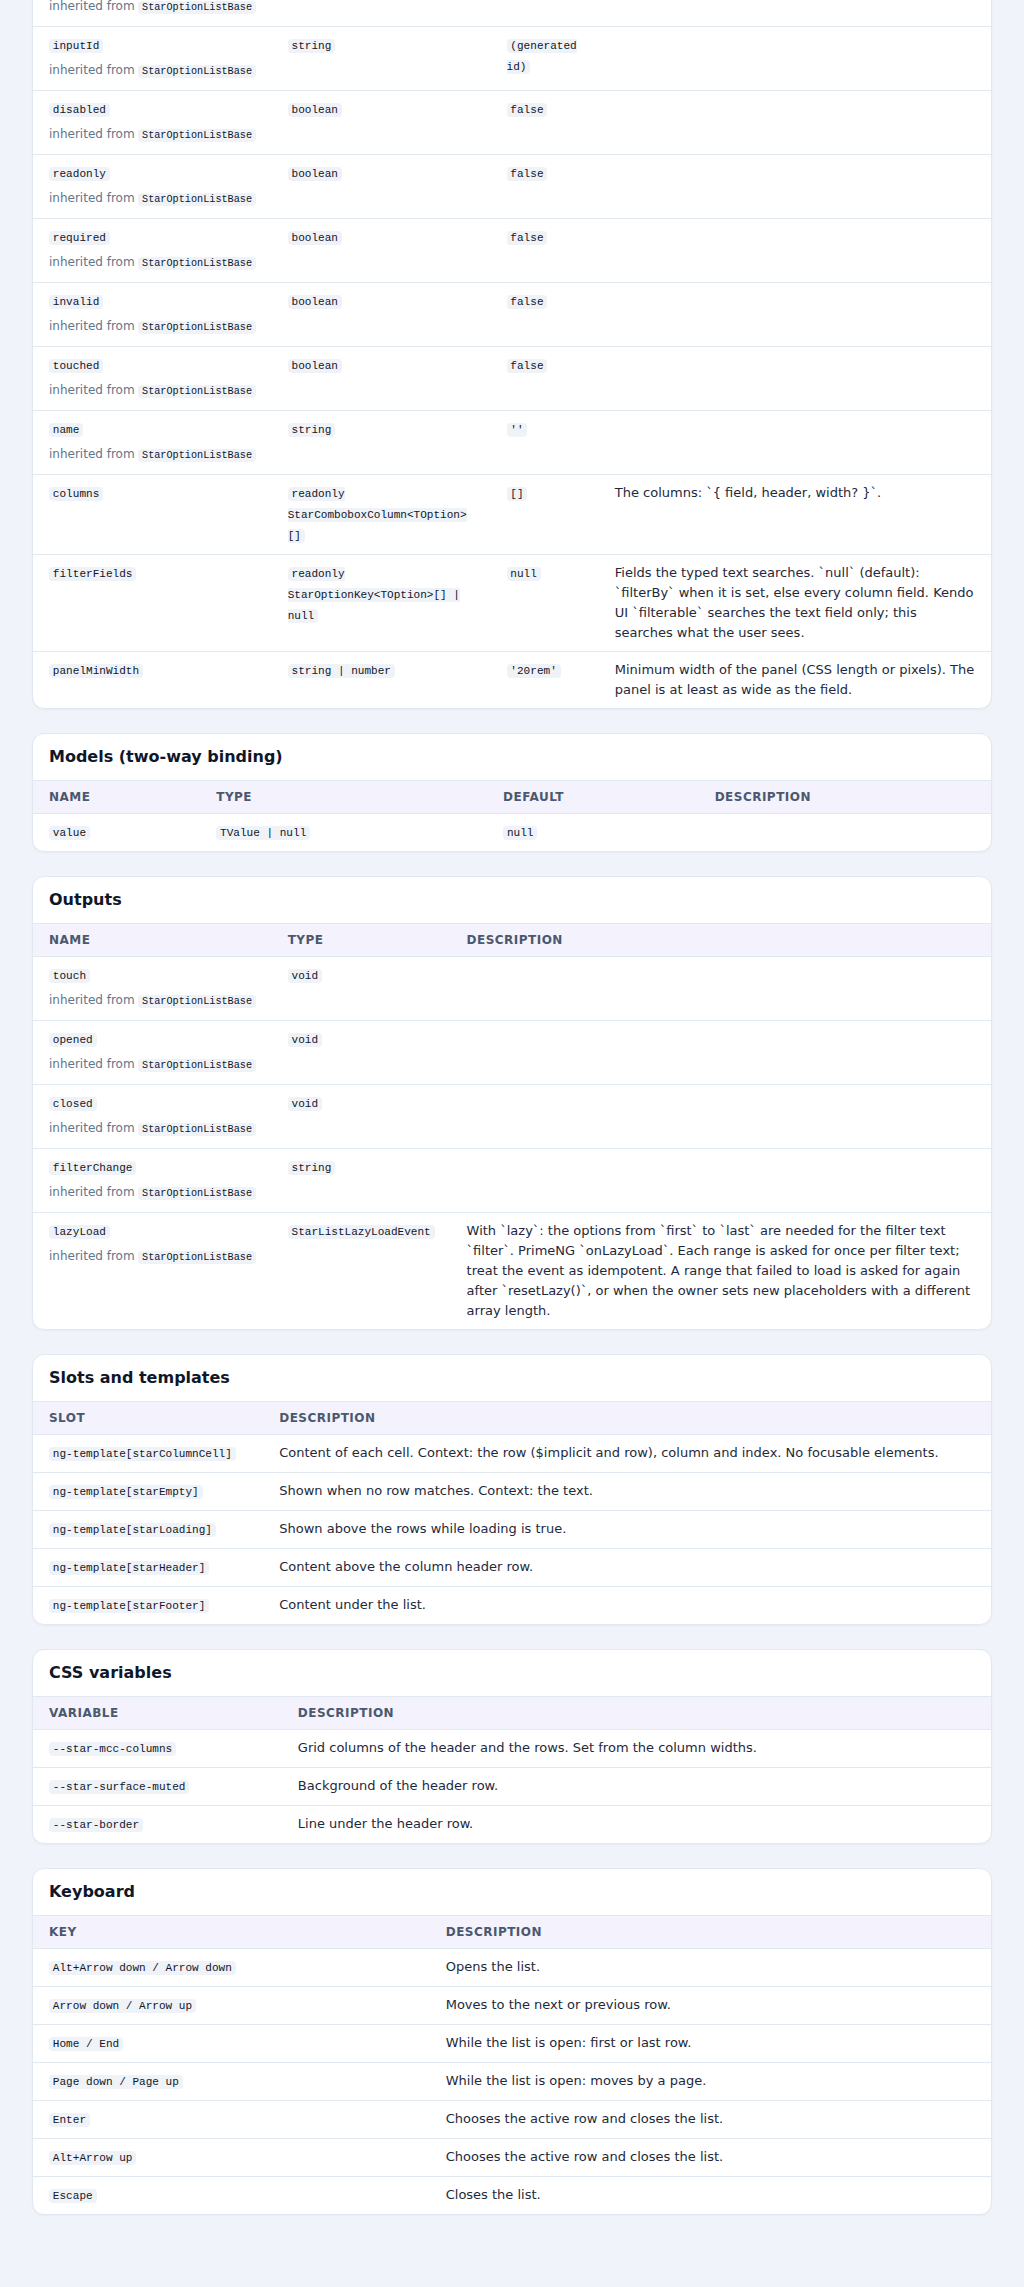 inherited from StarOptionListBase
inputId string (generated
id)
inherited from StarOptionListBase
disabled boolean false
inherited from StarOptionListBase
readonly boolean false
inherited from StarOptionListBase
required boolean false
inherited from StarOptionListBase
invalid boolean false
inherited from StarOptionListBase
touched boolean false
inherited from StarOptionListBase
name string ''
inherited from StarOptionListBase
columns readonly [] The columns: `{ field, header, width? }`.
StarComboboxColumn<TOption>
[]
filterFields readonly null Fields the typed text searches. `null` (default):
StarOptionKey<TOption>[] | `filterBy` when it is set, else every column field. Kendo
null UI `filterable` searches the text field only; this
searches what the user sees.
panelMinWidth string | number '20rem' Minimum width of the panel (CSS length or pixels). The
panel is at least as wide as the field.
Models (two-way binding)
NAME TYPE DEFAULT DESCRIPTION
value TValue | null null
Outputs
NAME TYPE DESCRIPTION
touch void
inherited from StarOptionListBase
opened void
inherited from StarOptionListBase
closed void
inherited from StarOptionListBase
filterChange string
inherited from StarOptionListBase
lazyLoad StarListLazyLoadEvent With `lazy`: the options from `first` to `last` are needed for the filter text
inherited from StarOptionListBase `filter`. PrimeNG `onLazyLoad`. Each range is asked for once per filter text;
treat the event as idempotent. A range that failed to load is asked for again
after `resetLazy()`, or when the owner sets new placeholders with a different
array length.
Slots and templates
SLOT DESCRIPTION
ng-template[starColumnCell] Content of each cell. Context: the row ($implicit and row), column and index. No focusable elements.
ng-template[starEmpty] Shown when no row matches. Context: the text.
ng-template[starLoading] Shown above the rows while loading is true.
ng-template[starHeader] Content above the column header row.
ng-template[starFooter] Content under the list.
CSS variables
VARIABLE DESCRIPTION
--star-mcc-columns Grid columns of the header and the rows. Set from the column widths.
--star-surface-muted Background of the header row.
--star-border Line under the header row.
Keyboard
KEY DESCRIPTION
Alt+Arrow down / Arrow down Opens the list.
Arrow down / Arrow up Moves to the next or previous row.
Home / End While the list is open: first or last row.
Page down / Page up While the list is open: moves by a page.
Enter Chooses the active row and closes the list.
Alt+Arrow up Chooses the active row and closes the list.
Escape Closes the list.